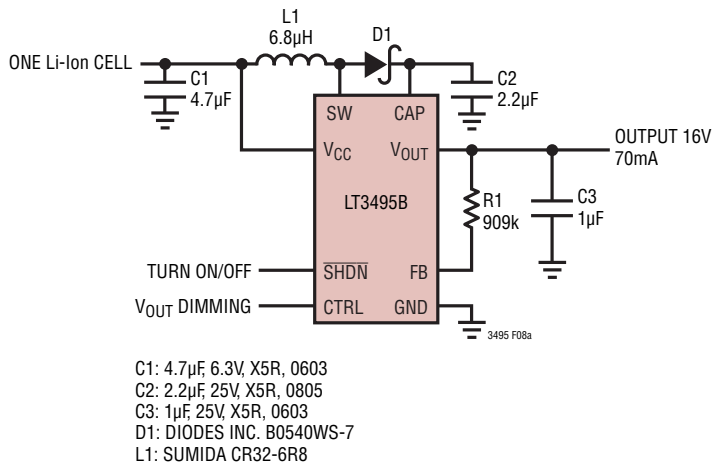 L1
6.8µH
D1
ONE Li-Ion CELL
C1
4.7µF
C2
2.2µF
SW
CAP
VCC
VOUT
OUTPUT 16V
70mA
LT3495B
R1
909k
C3
1µF
TURN ON/OFF
SHDN
FB
VOUT DIMMING
CTRL
GND
3495 F08a
C1: 4.7µF, 6.3V, X5R, 0603
C2: 2.2µF, 25V, X5R, 0805
C3: 1µF, 25V, X5R, 0603
D1: DIODES INC. B0540WS-7
L1: SUMIDA CR32-6R8